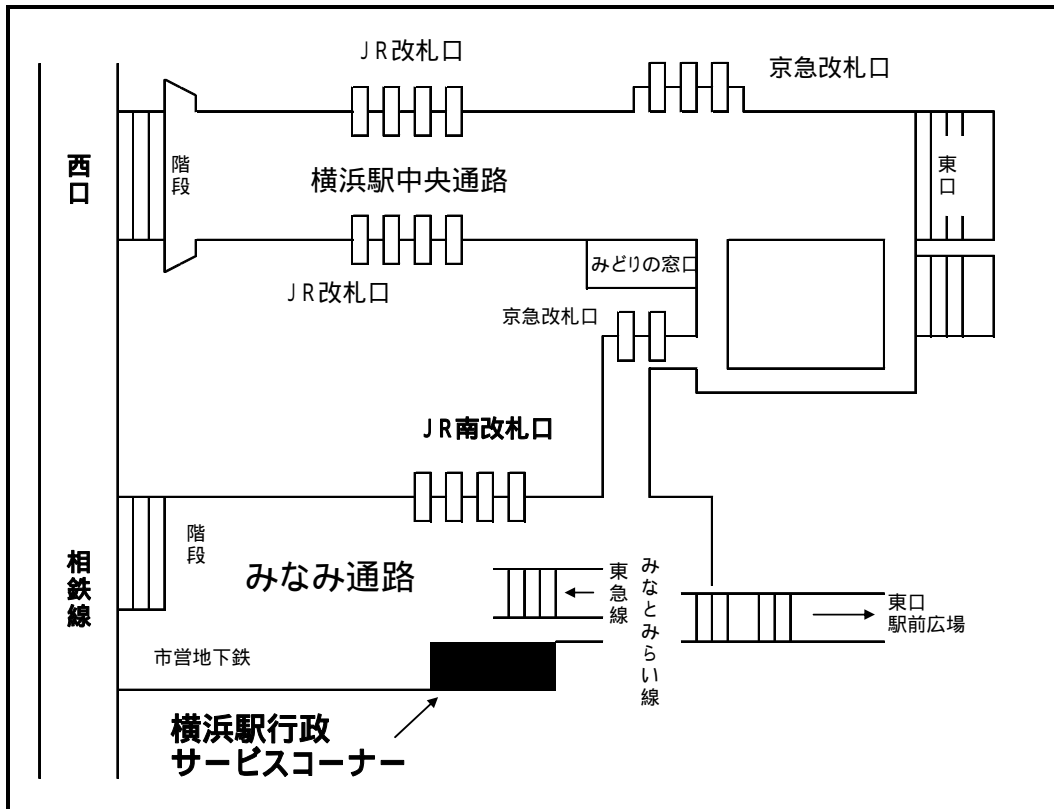 JR改札口
京急改札口
西口
階段
横浜駅中央通路
東口
JR改札口
みどりの窓口
京急改札口
JR南改札口
相鉄線
階段
みなみ通路
東急線
みなとみらい線
東口
駅前広場
市営地下鉄
横浜駅行政
サービスコーナー